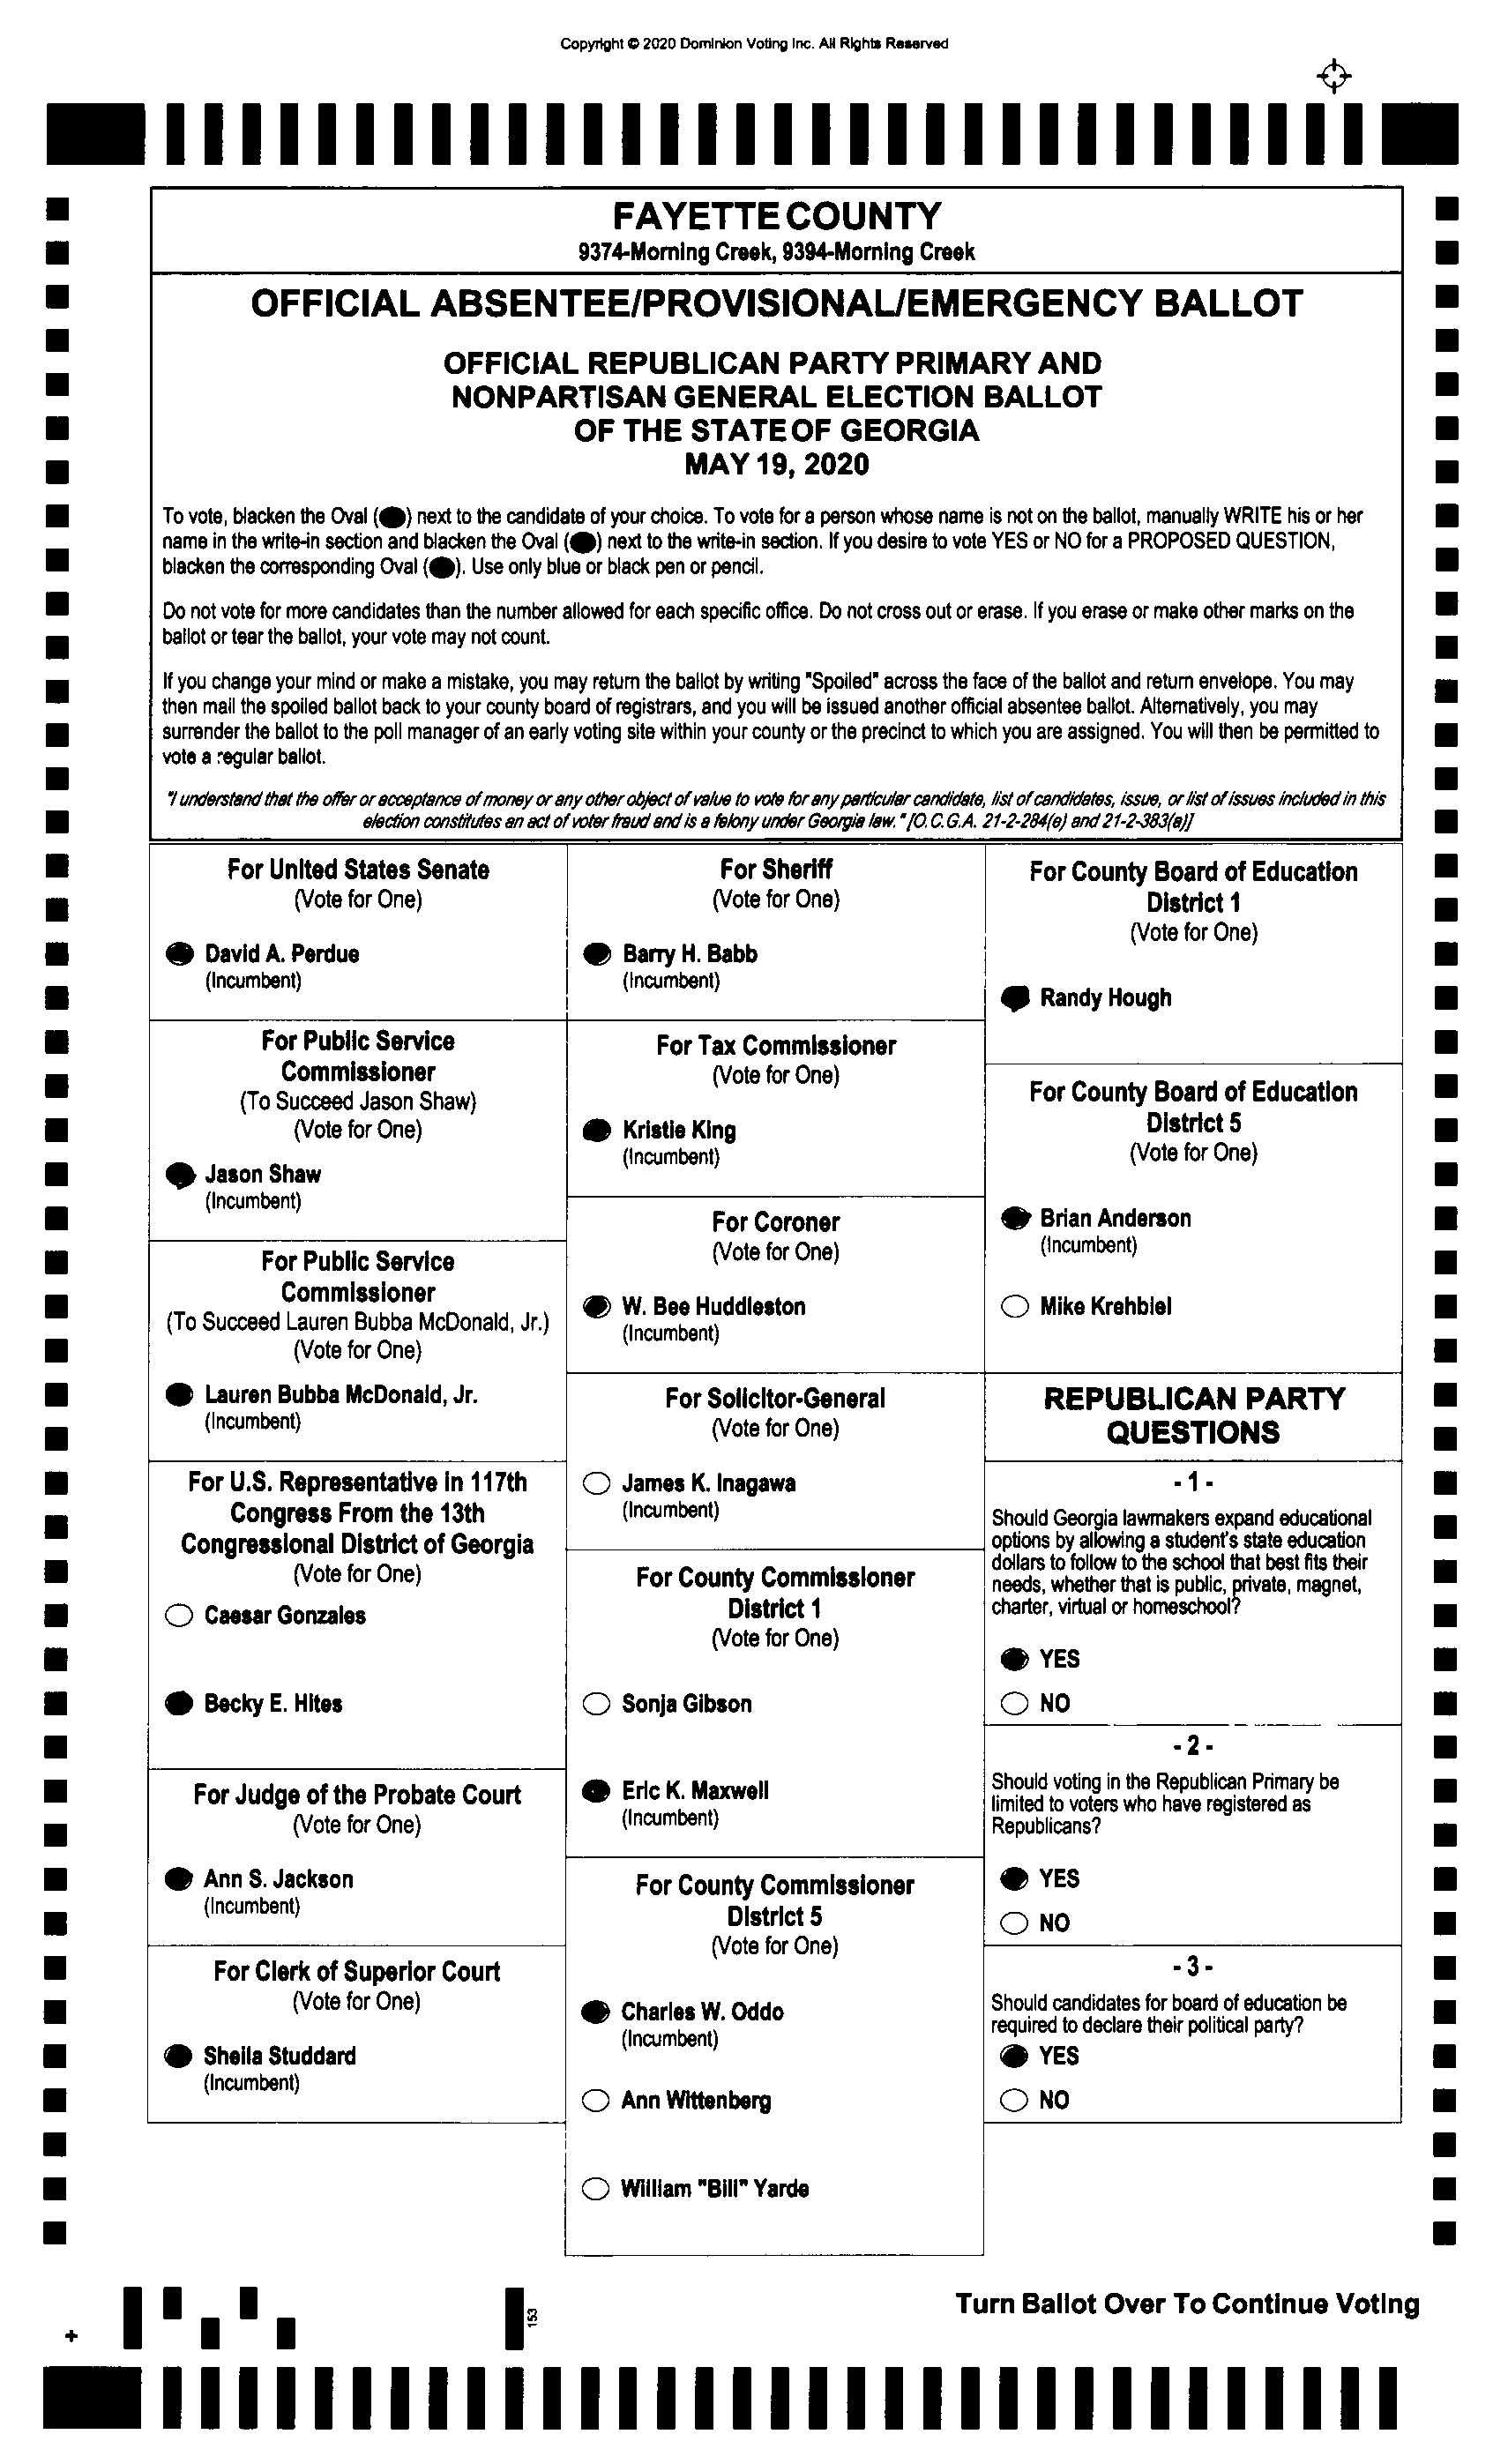 Copyright © 2020 Dominion Voting Inc. All Rights Reserved
FAYETTE COUNTY
9374-Morning Creek, 9394-Morning Creek
OFFICIAL ABSENTEE/PROVISIONAL/EMERGENCY BALLOT
OFFICIAL REPUBLICAN PARTY PRIMARY AND
NONPARTISAN GENERAL ELECTION BALLOT
OF THE STATE OF GEORGIA
MAY 19, 2020
To vote, blacken the Oval ( ) next to the candidate of your choice. To vote for a person whose name is not on the ballot, manually WRITE his or her
name in the write-in section and blacken the Oval ( ) next to the write-in section. If you desire to vote YES or NO for a PROPOSED QUESTION,
blacken the corresponding Oval ( ). Use only blue or black pen or pencil.
Do not vote for more candidates than the number allowed for each specific office. Do not cross out or erase. If you erase or make other marks on the
ballot or tear the ballot, your vote may not count.
If you change your mind or make a mistake, you may return the ballot by writing "Spoiled" across the face of the ballot and return envelope. You may
then mail the spoiled ballot back to your county board of registrars, and you will be issued another official absentee ballot. Alternatively, you may
surrender the ballot to the poll manager of an early voting site within your county or the precinct to which you are assigned. You will then be permitted to
vote a regular ballot.
"I understand that the offer or acceptance of money or any other object of value to vote for any particular candidate, list of candidates, issue, or list of issues included in this
election constitutes an act of voter fraud and is a felony under Georgia law." [O.C.G.A. 21-2-284(e) and 21-2-383(a)]
For United States Senate
(Vote for One)
David A. Perdue
(Incumbent)
For Public Service
Commissioner
(To Succeed Jason Shaw)
(Vote for One)
Jason Shaw
(Incumbent)
For Public Service
Commissioner
(To Succeed Lauren Bubba McDonald, Jr.)
(Vote for One)
Lauren Bubba McDonald, Jr.
(Incumbent)
For U.S. Representative in 117th
Congress From the 13th
Congressional District of Georgia
(Vote for One)
Caesar Gonzales
Becky E. Hites
For Judge of the Probate Court
(Vote for One)
Ann S. Jackson
(Incumbent)
For Clerk of Superior Court
(Vote for One)
Sheila Studdard
(Incumbent)
For Sheriff
(Vote for One)
Barry H. Babb
(Incumbent)
For Tax Commissioner
(Vote for One)
Kristie King
(Incumbent)
For Coroner
(Vote for One)
W. Bee Huddleston
(Incumbent)
For Solicitor-General
(Vote for One)
James K. Inagawa
(Incumbent)
For County Commissioner
District 1
(Vote for One)
Sonja Gibson
Eric K. Maxwell
(Incumbent)
For County Commissioner
District 5
(Vote for One)
Charles W. Oddo
(Incumbent)
Ann Wittenberg
William "Bill" Yarde
For County Board of Education
District 1
(Vote for One)
Randy Hough
For County Board of Education
District 5
(Vote for One)
Brian Anderson
(Incumbent)
Mike Krehbiel
REPUBLICAN PARTY
QUESTIONS
- 1 -
Should Georgia lawmakers expand educational
options by allowing a student's state education
dollars to follow to the school that best fits their
needs, whether that is public, private, magnet,
charter, virtual or homeschool?
YES
NO
- 2 -
Should voting in the Republican Primary be
limited to voters who have registered as
Republicans?
YES
NO
- 3 -
Should candidates for board of education be
required to declare their political party?
YES
NO
153
Turn Ballot Over To Continue Voting